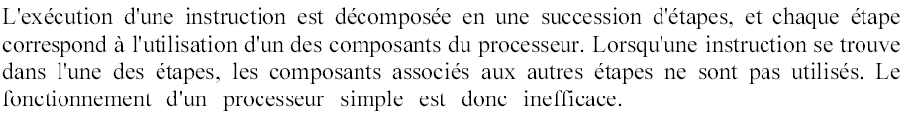 L'exécution d'une instruction est décomposée en une succession d'étapes, et chaque étape
correspond à l'utilisation d'un des composants du processeur. Lorsqu'une instruction se trouve
dans l'une des étapes, les composants associés aux autres étapes ne sont pas utilisés. Le
fonctionnement d'un processeur simple est donc inefficace.